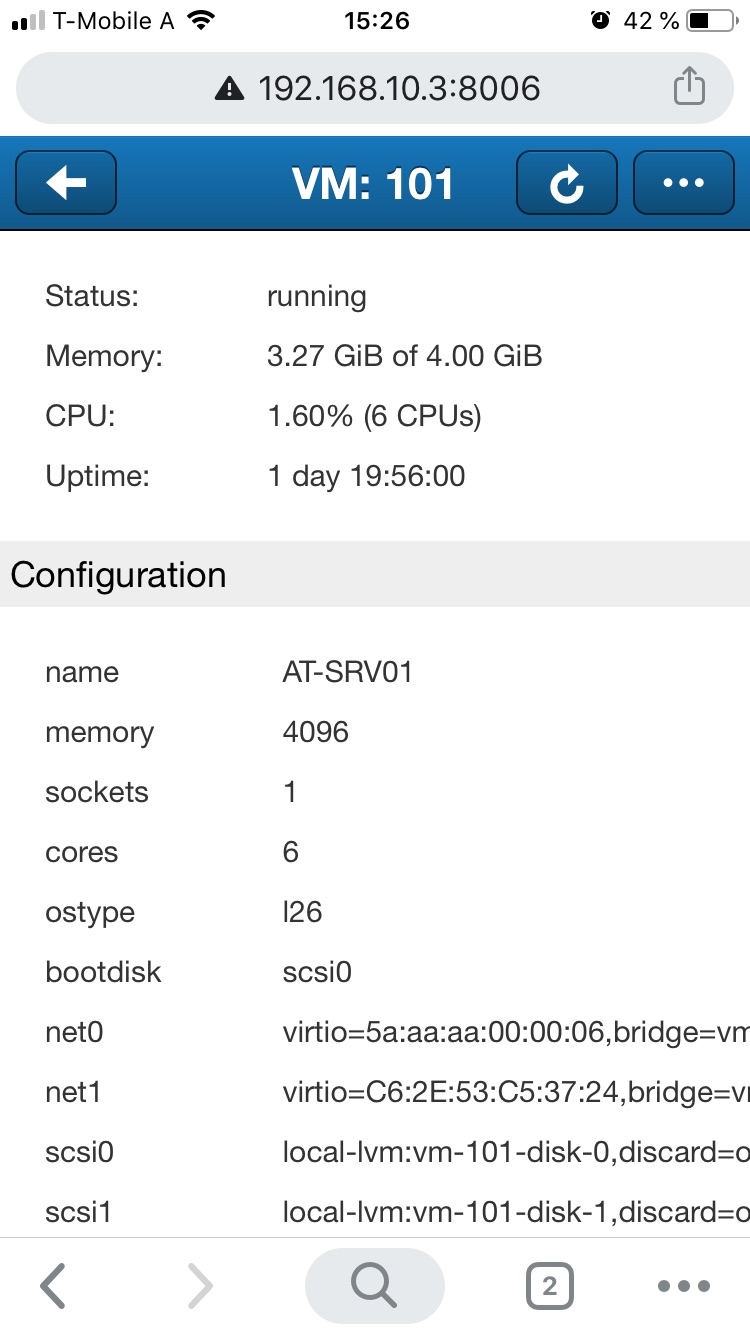 T-Mobile A 15:26 42 %
192.168.10.3:8006
VM: 101
Status: running
Memory: 3.27 GiB of 4.00 GiB
CPU: 1.60% (6 CPUs)
Uptime: 1 day 19:56:00
Configuration
name AT-SRV01
memory 4096
sockets 1
cores 6
ostype l26
bootdisk scsi0
net0 virtio=5a:aa:aa:00:00:06,bridge=vm
net1 virtio=C6:2E:53:C5:37:24,bridge=v
scsi0 local-lvm:vm-101-disk-0,discard=o
scsi1 local-lvm:vm-101-disk-1,discard=o
2